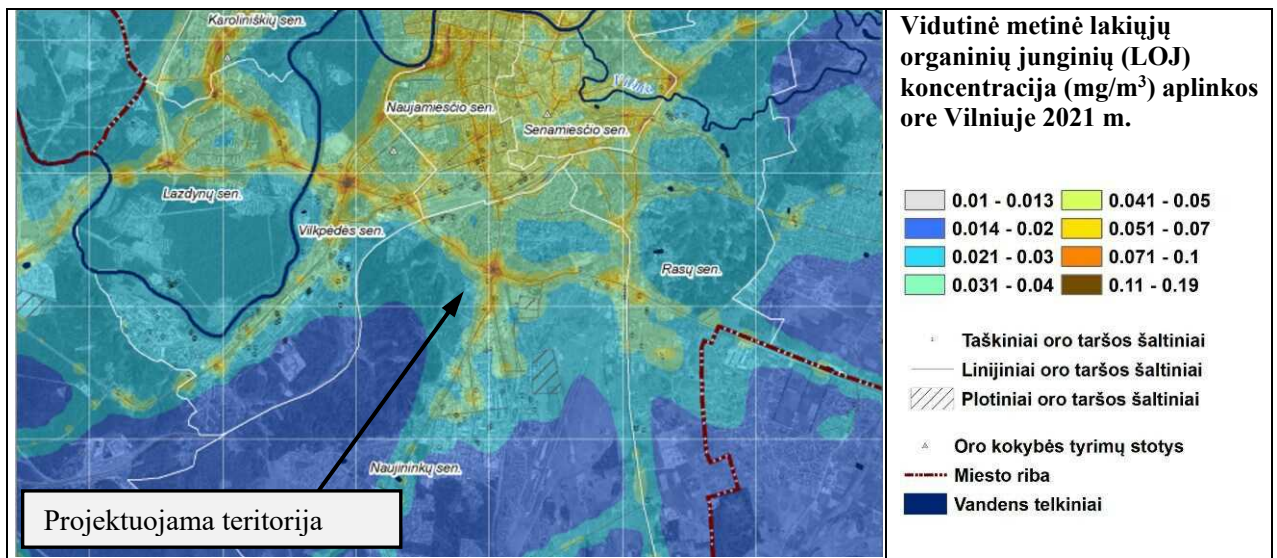 Karoliniškių sen.
Naujamiesčio sen.
Senamiesčio sen.
Vilnia
Lazdynų sen.
Vilkpėdės sen.
Rasų sen.
Naujininkų sen.
Projektuojama teritorija
Vidutinė metinė lakiųjų
organinių junginių (LOJ)
koncentracija (mg/m³) aplinkos
ore Vilniuje 2021 m.
0.01 - 0.013 0.041 - 0.05
0.014 - 0.02 0.051 - 0.07
0.021 - 0.03 0.071 - 0.1
0.031 - 0.04 0.11 - 0.19
Taškiniai oro taršos šaltiniai
Linijiniai oro taršos šaltiniai
Plotiniai oro taršos šaltiniai
Oro kokybės tyrimų stotys
Miesto riba
Vandens telkiniai